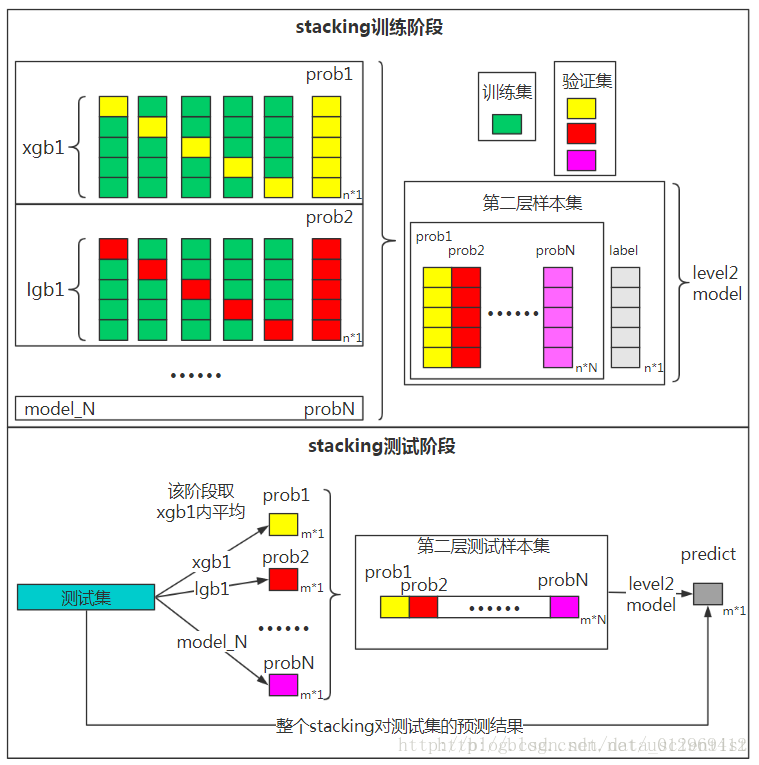 stacking训练阶段
prob1
xgb1
n*1
prob2
lgb1
n*1
······
model_N
probN
训练集
验证集
第二层样本集
prob1
prob2
probN
label
······
n*N
n*1
level2
model
stacking测试阶段
该阶段取
xgb1内平均
prob1
m*1
xgb1
prob2
m*1
lgb1
测试集
······
model_N
probN
m*1
第二层测试样本集
prob1
prob2
probN
······
m*N
level2
model
predict
m*1
整个stacking对测试集的预测结果